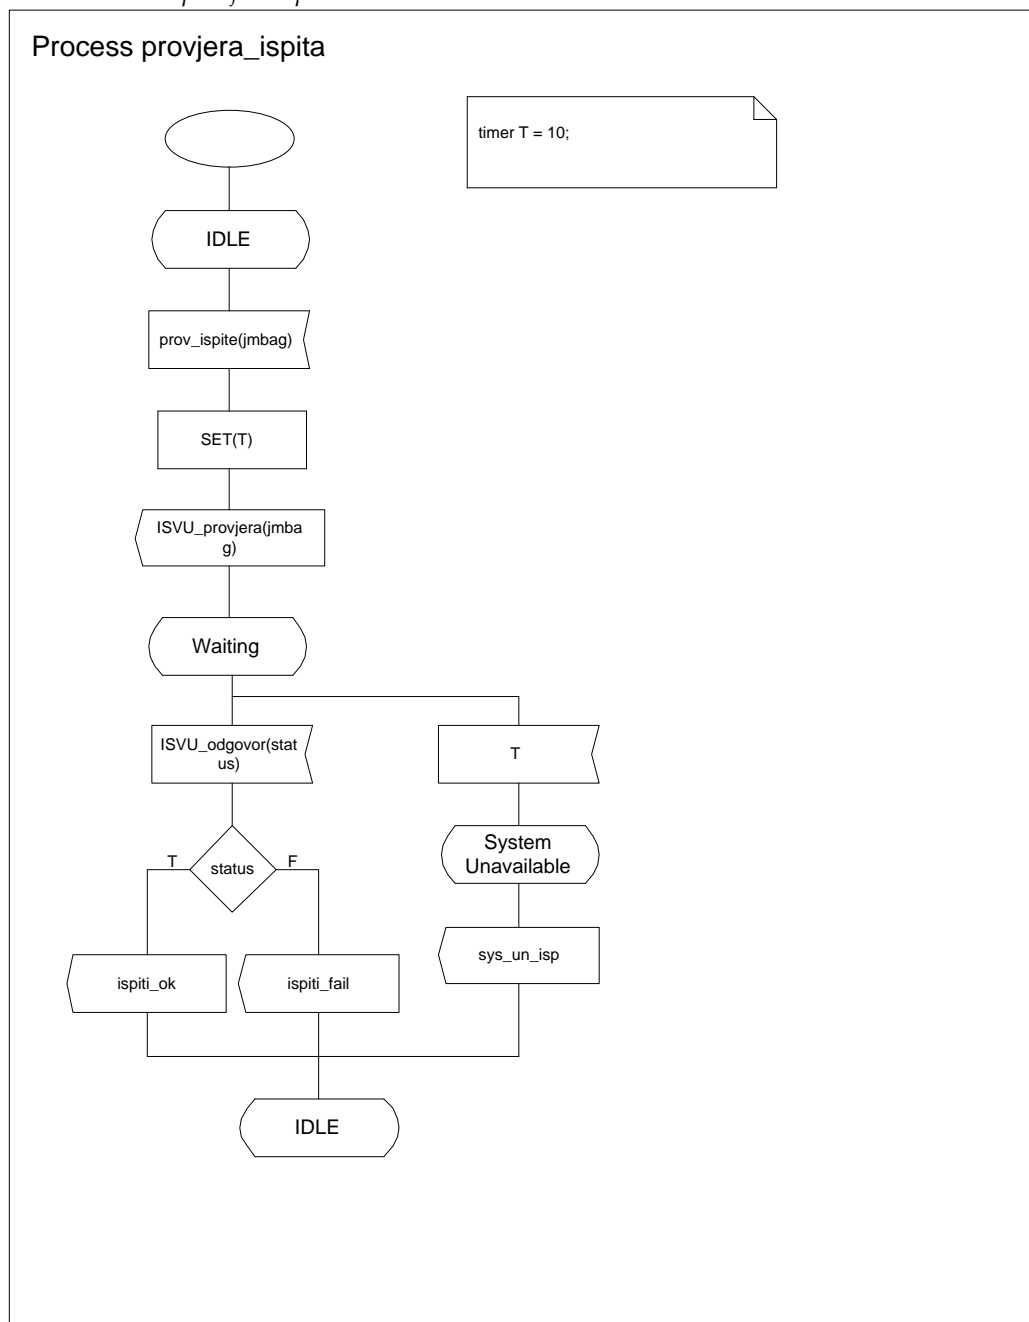 Process provjera_ispita
timer T = 10;
IDLE
prov_ispite(jmbag)
SET(T)
ISVU_provjera(jmba
g)
Waiting
ISVU_odgovor(stat
us)
T
System
Unavailable
T
status
F
sys_un_isp
ispiti_ok
ispiti_fail
IDLE